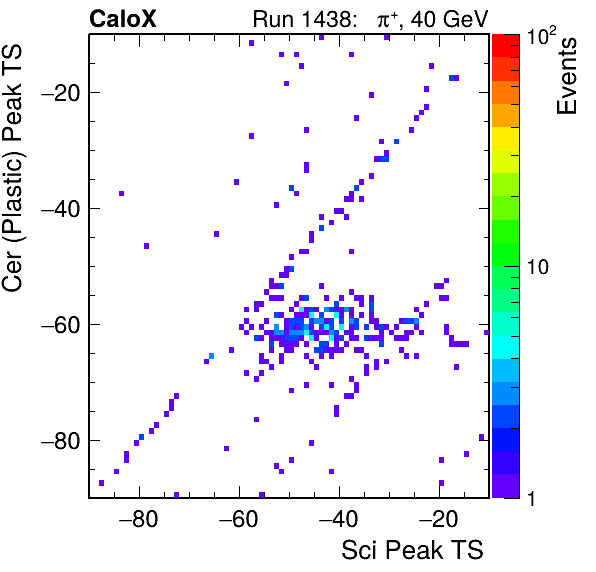 CaloX Run 1438: π⁺, 40 GeV
Cer (Plastic) Peak TS
−20
−40
−60
−80
−80 −60 −40 −20
Sci Peak TS
10²
10
1
Events